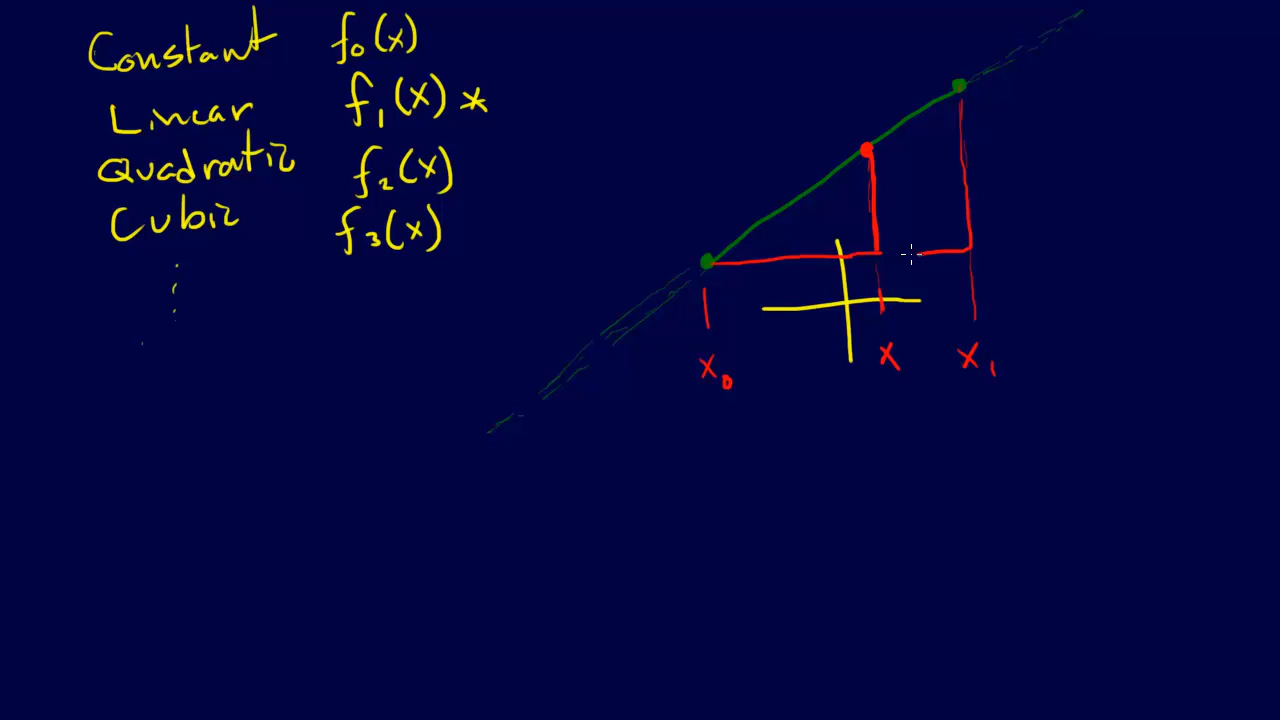 Constant f₀(x)
Linear f₁(x) *
Quadratic f₂(x)
Cubic f₃(x)
⋮
x₀ x x₁